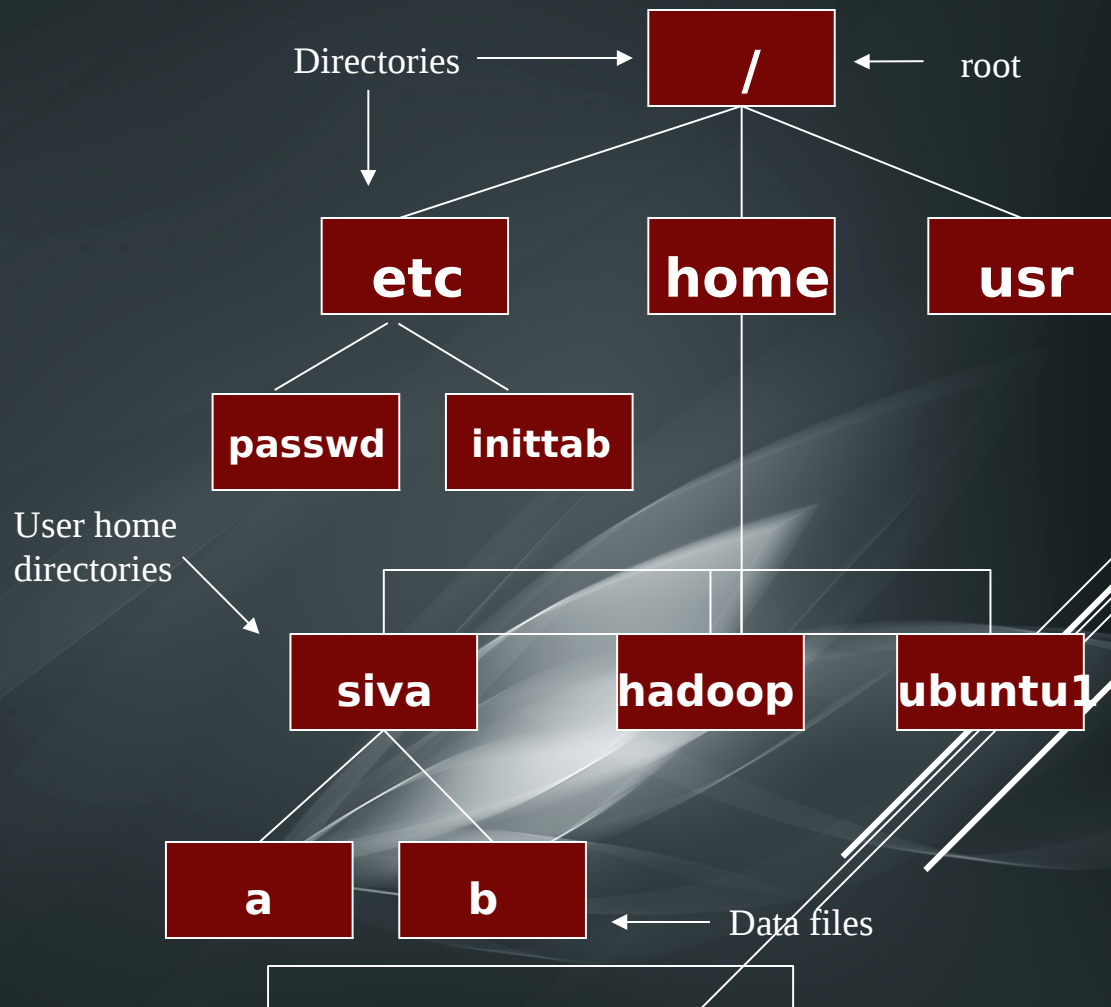 Directories
/
root
etc
home
usr
passwd
inittab
User home
directories
siva
hadoop
ubuntu1
a
b
Data files